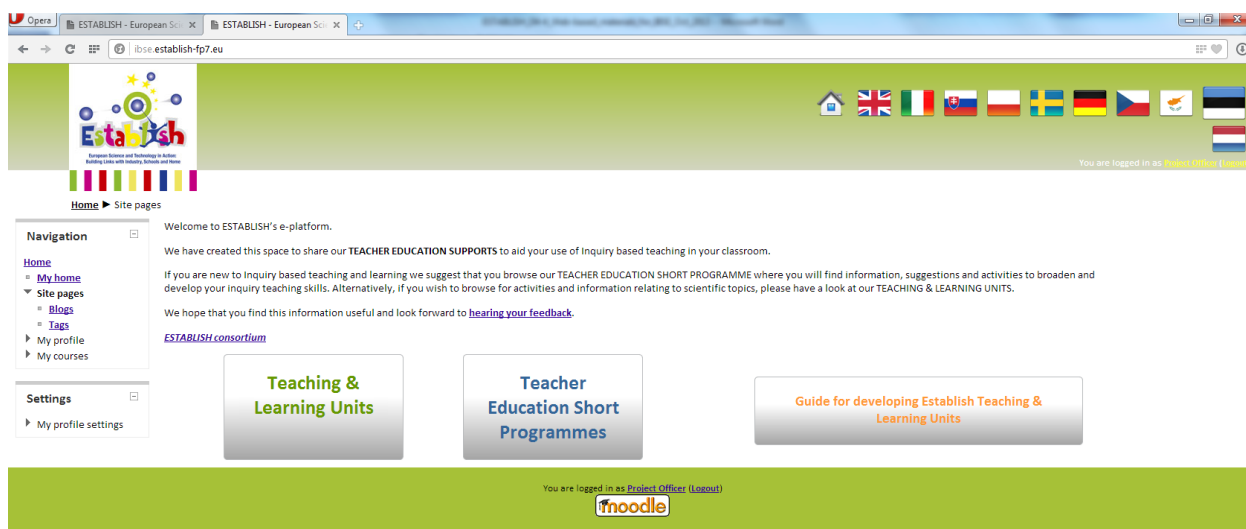 Opera
ESTABLISH - European Scie
ESTABLISH - European Scie
ibse.establish-fp7.eu
Establish
European Science and Technology in Action:
Building Links with Industry, Schools and Home
You are logged in as Project Officer (Logout
Home ► Site pages
Navigation
Home
My home
Site pages
Blogs
Tags
My profile
My courses
Settings
My profile settings
Welcome to ESTABLISH's e-platform.
We have created this space to share our TEACHER EDUCATION SUPPORTS to aid your use of Inquiry based teaching in your classroom.
If you are new to Inquiry based teaching and learning we suggest that you browse our TEACHER EDUCATION SHORT PROGRAMME where you will find information, suggestions and activities to broaden and
develop your inquiry teaching skills. Alternatively, if you wish to browse for activities and information relating to scientific topics, please have a look at our TEACHING & LEARNING UNITS.
We hope that you find this information useful and look forward to hearing your feedback.
ESTABLISH consortium
Teaching &
Learning Units
Teacher
Education Short
Programmes
Guide for developing Establish Teaching &
Learning Units
You are logged in as Project Officer (Logout)
moodle